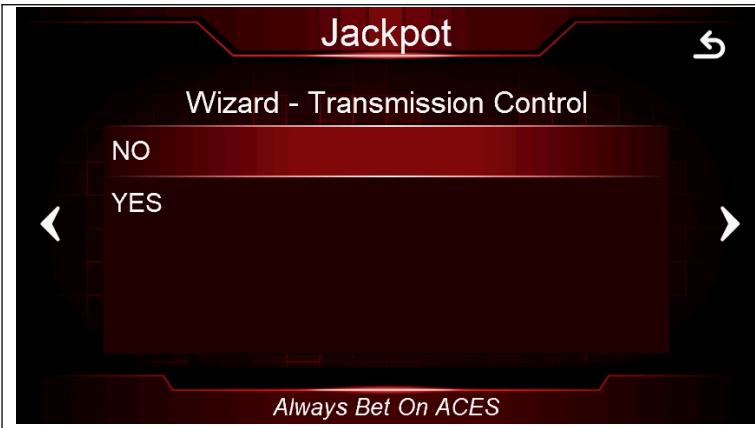 Jackpot
Wizard - Transmission Control
NO
YES
Always Bet On ACES